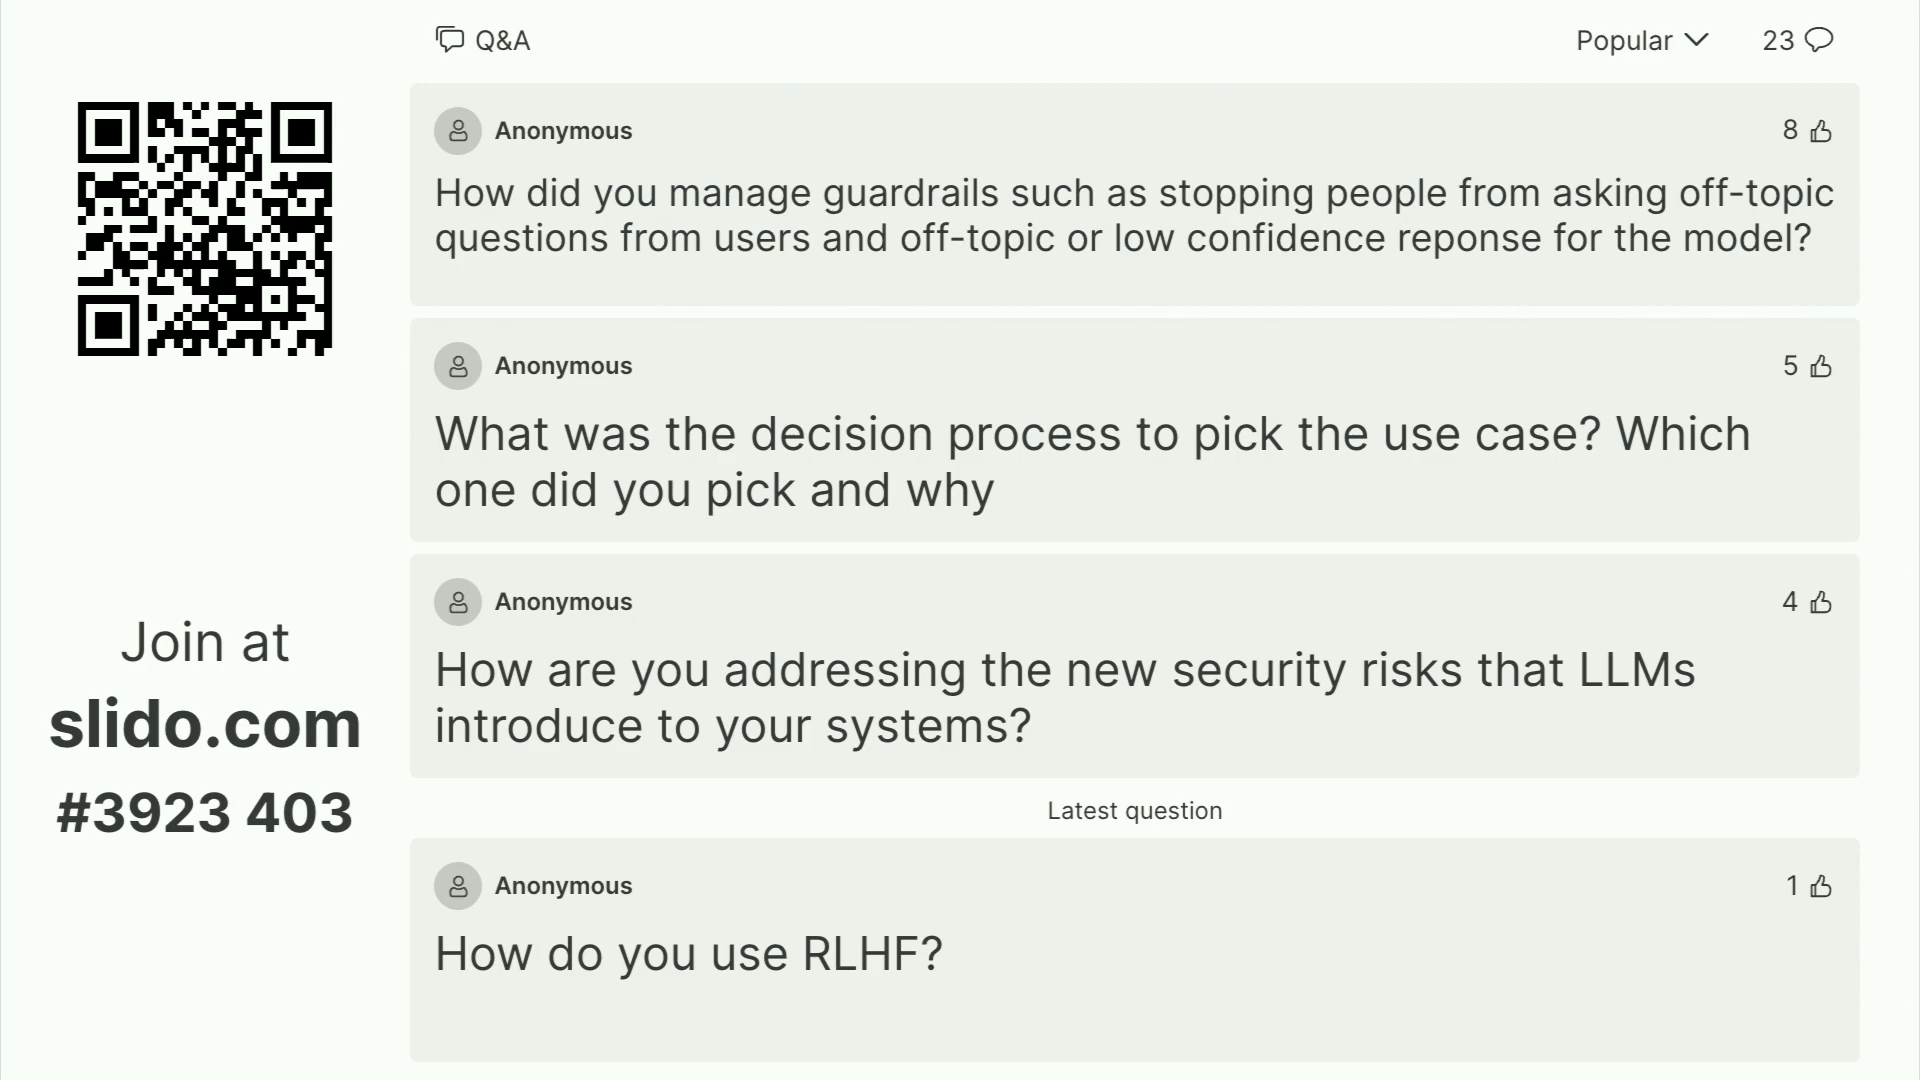 Q&A
Popular
23
Anonymous
8
How did you manage guardrails such as stopping people from asking off-topic
questions from users and off-topic or low confidence reponse for the model?
Anonymous
5
What was the decision process to pick the use case? Which
one did you pick and why
Anonymous
4
How are you addressing the new security risks that LLMs
introduce to your systems?
Join at
slido.com
#3923 403
Latest question
Anonymous
1
How do you use RLHF?